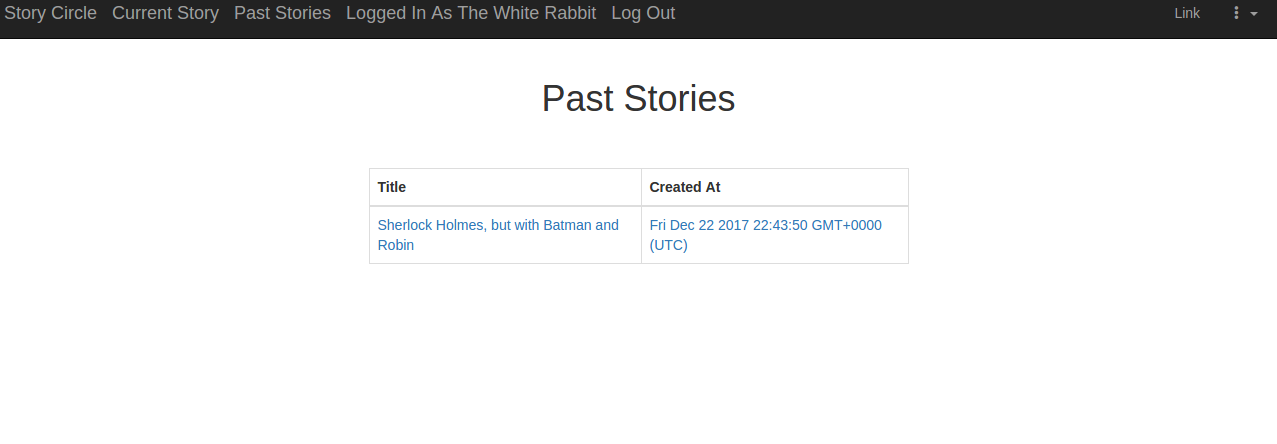 Story Circle Current Story Past Stories Logged In As The White Rabbit Log Out Link
Past Stories
Title Created At
Sherlock Holmes, but with Batman and Fri Dec 22 2017 22:43:50 GMT+0000
Robin (UTC)